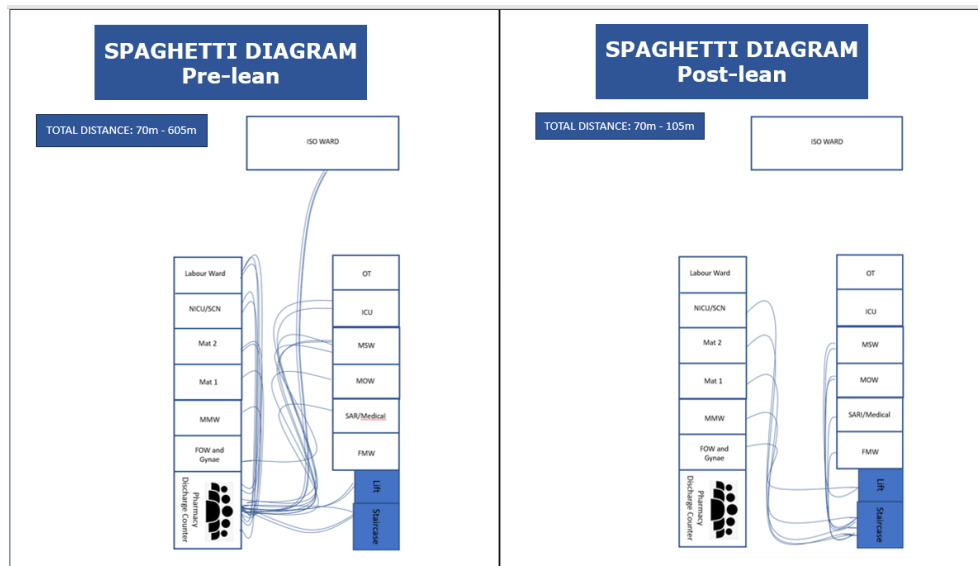 SPAGHETTI DIAGRAM
Pre-lean
TOTAL DISTANCE: 70m - 605m
ISO WARD
Labour Ward
NICU/SCN
Mat 2
Mat 1
MMW
FOW and
Gynae
Pharmacy
Discharge Counter
OT
ICU
MSW
MOW
SAR/Medical
FMW
Lift
Staircase
SPAGHETTI DIAGRAM
Post-lean
TOTAL DISTANCE: 70m - 105m
ISO WARD
NICU/SCN
Mat 2
Mat 1
MMW
FOW and
Gynae
Pharmacy
Discharge Counter
OT
ICU
MSW
MOW
SARI/Medical
FMW
Lift
Staircase